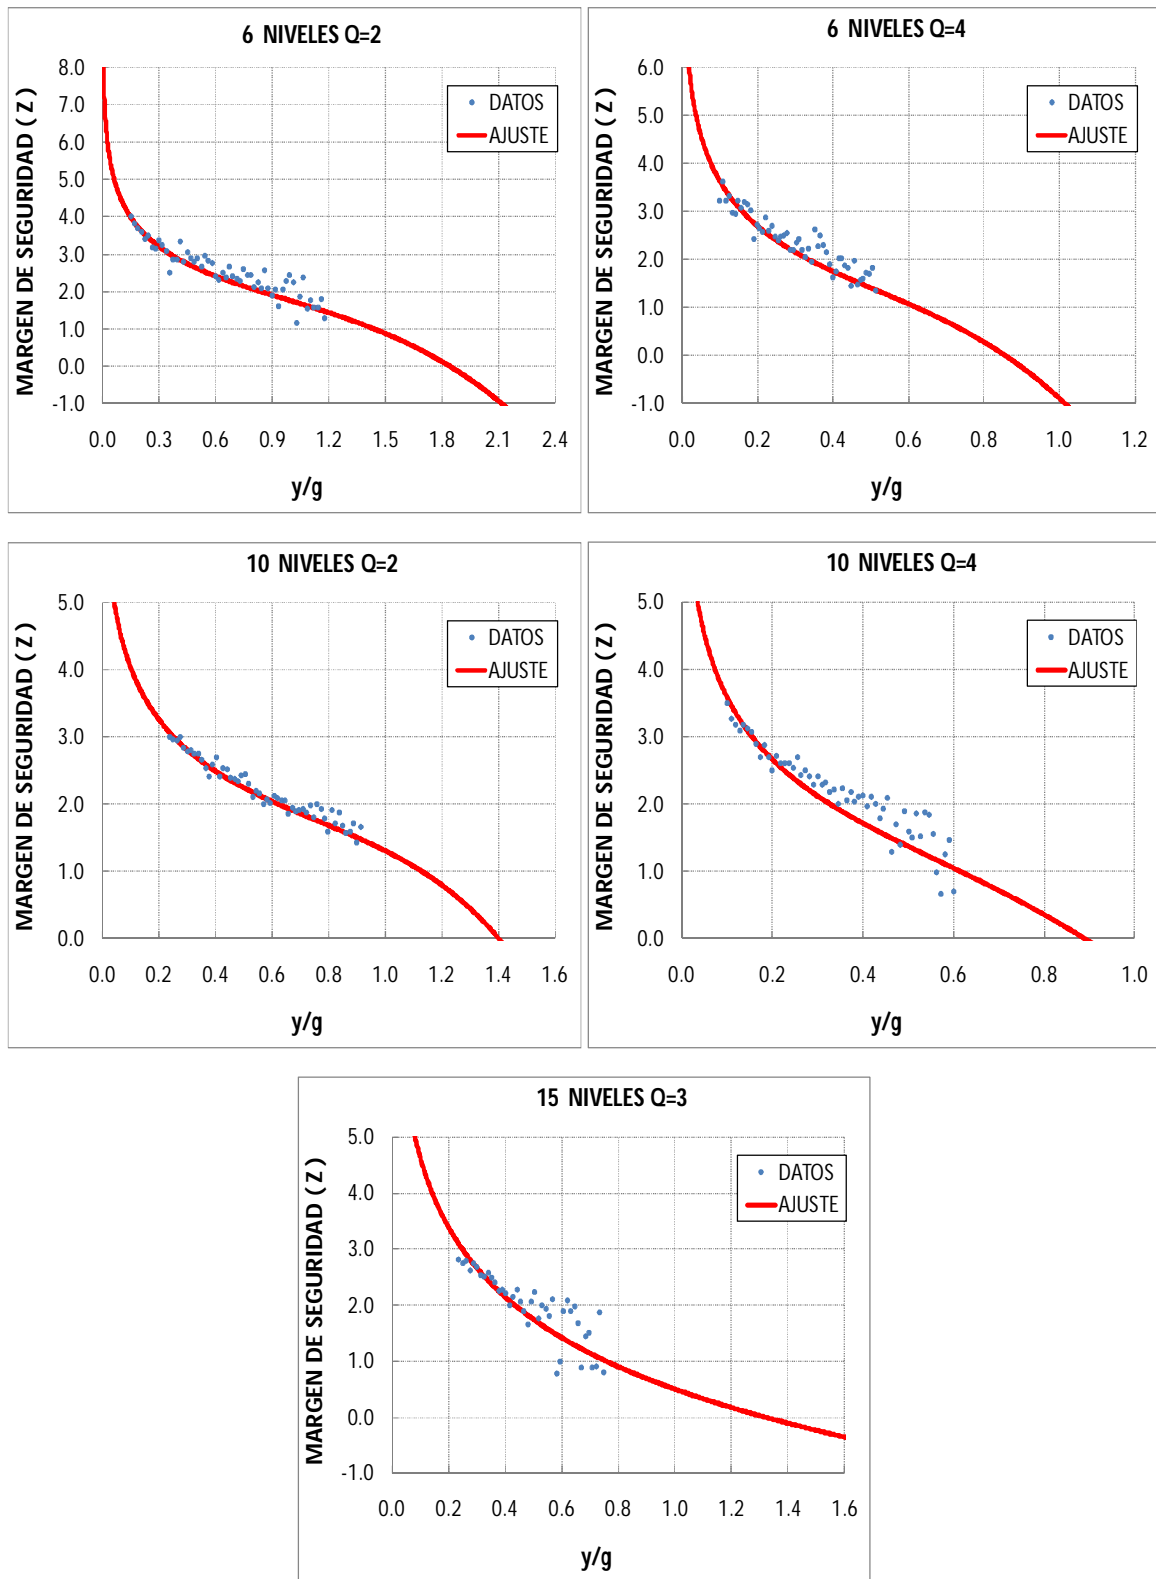 6 NIVELES Q=2
MARGEN DE SEGURIDAD ( Z )
8.0
7.0
6.0
5.0
4.0
3.0
2.0
1.0
0.0
-1.0
DATOS
AJUSTE
0.0 0.3 0.6 0.9 1.2 1.5 1.8 2.1 2.4
y/g
6 NIVELES Q=4
MARGEN DE SEGURIDAD ( Z )
6.0
5.0
4.0
3.0
2.0
1.0
0.0
-1.0
DATOS
AJUSTE
0.0 0.2 0.4 0.6 0.8 1.0 1.2
y/g
10 NIVELES Q=2
MARGEN DE SEGURIDAD ( Z )
5.0
4.0
3.0
2.0
1.0
0.0
DATOS
AJUSTE
0.0 0.2 0.4 0.6 0.8 1.0 1.2 1.4 1.6
y/g
10 NIVELES Q=4
MARGEN DE SEGURIDAD ( Z )
5.0
4.0
3.0
2.0
1.0
0.0
DATOS
AJUSTE
0.0 0.2 0.4 0.6 0.8 1.0
y/g
15 NIVELES Q=3
MARGEN DE SEGURIDAD ( Z )
5.0
4.0
3.0
2.0
1.0
0.0
-1.0
DATOS
AJUSTE
0.0 0.2 0.4 0.6 0.8 1.0 1.2 1.4 1.6
y/g